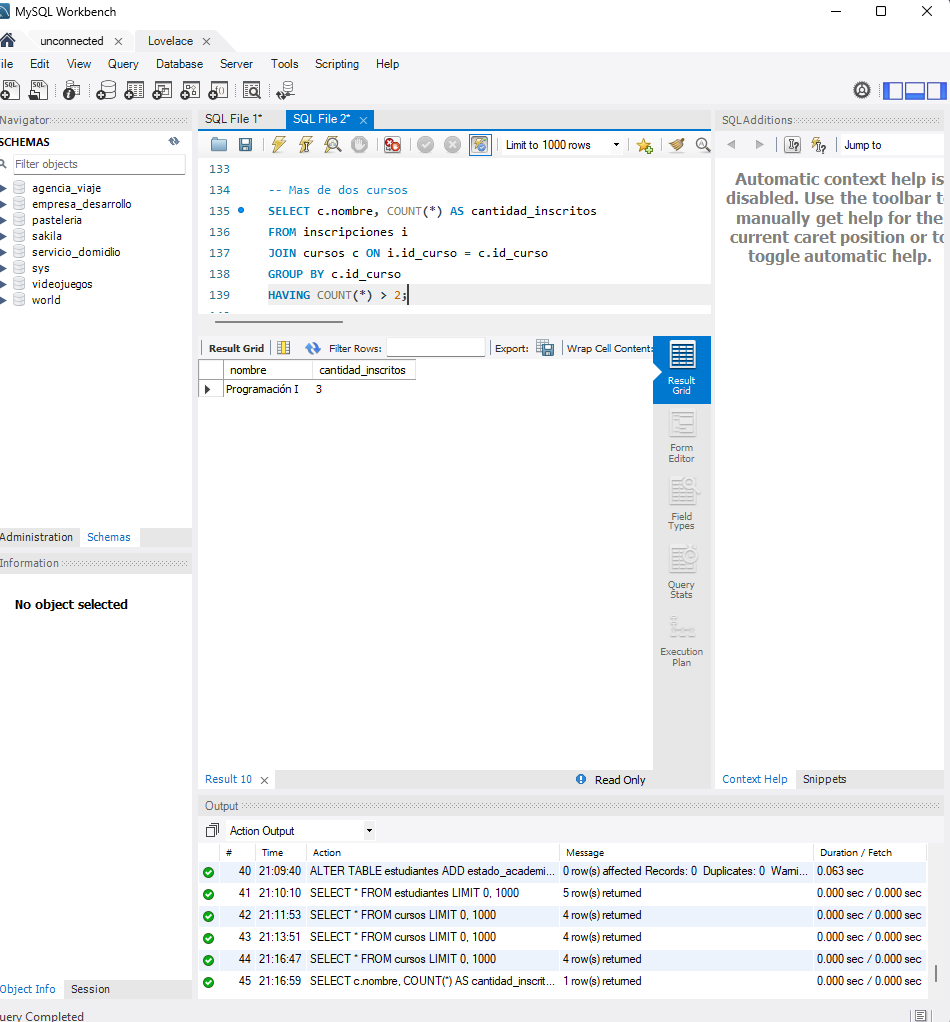 MySQL Workbench
unconnected
Lovelace
ile Edit View Query Database Server Tools Scripting Help
Navigator
SCHEMAS
Filter objects
agencia_viaje
empresa_desarrollo
pasteleria
sakila
servicio_domidlio
sys
videojuegos
world
Administration Schemas
Information
No object selected
Object Info Session
uery Completed
SQL File 1* SQL File 2*
Limit to 1000 rows
133
134 -- Mas de dos cursos
135 SELECT c.nombre, COUNT(*) AS cantidad_inscritos
136 FROM inscripciones i
137 JOIN cursos c ON i.id_curso = c.id_curso
138 GROUP BY c.id_curso
139 HAVING COUNT(*) > 2;
Result Grid Filter Rows: Export: Wrap Cell Content:
nombre cantidad_inscritos
Programación I 3
Result
Grid
Form
Editor
Field
Types
Query
Stats
Execution
Plan
Result 10
Read Only
SQLAdditions
Jump to
Automatic context help is
disabled. Use the toolbar t
manually get help for the
current caret position or to
toggle automatic help.
Context Help Snippets
Output
Action Output
# Time Action Message Duration / Fetch
40 21:09:40 ALTER TABLE estudiantes ADD estado_academi... 0 row(s) affected Records: 0 Duplicates: 0 Warni... 0.063 sec
41 21:10:10 SELECT * FROM estudiantes LIMIT 0, 1000 5 row(s) returned 0.000 sec / 0.000 sec
42 21:11:53 SELECT * FROM cursos LIMIT 0, 1000 4 row(s) returned 0.000 sec / 0.000 sec
43 21:13:51 SELECT * FROM cursos LIMIT 0, 1000 4 row(s) returned 0.000 sec / 0.000 sec
44 21:16:47 SELECT * FROM cursos LIMIT 0, 1000 4 row(s) returned 0.000 sec / 0.000 sec
45 21:16:59 SELECT c.nombre, COUNT(*) AS cantidad_inscrit... 1 row(s) returned 0.000 sec / 0.000 sec